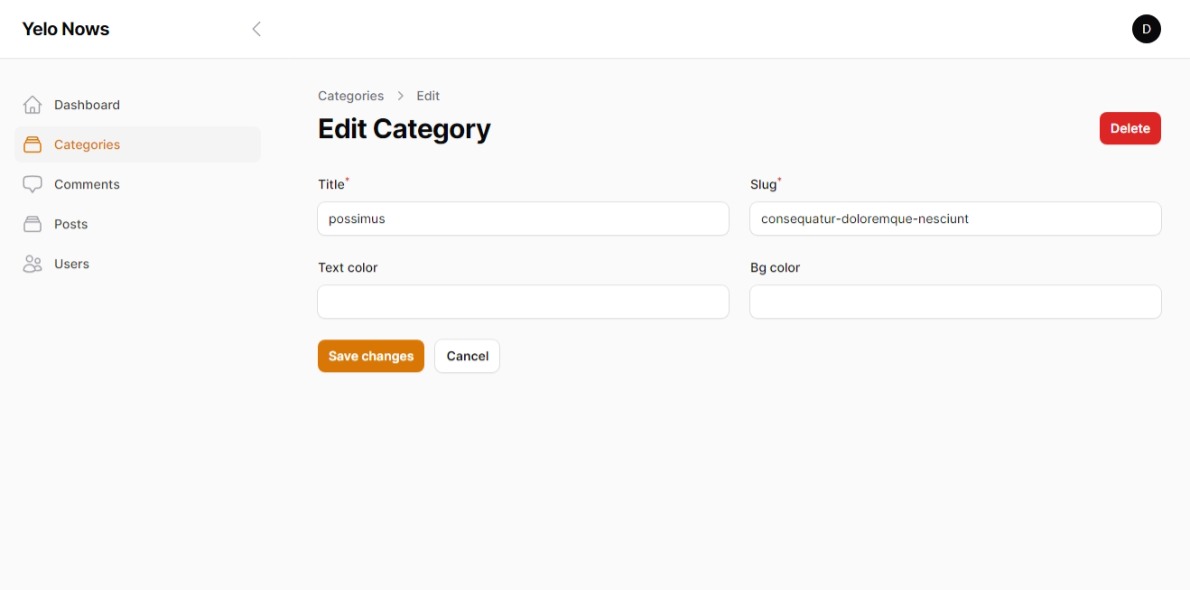 Yelo Nows
D
Dashboard
Categories
Comments
Posts
Users
Categories > Edit
Edit Category
Delete
Title*
Slug*
possimus
consequatur-doloremque-nesciunt
Text color
Bg color
Save changes
Cancel